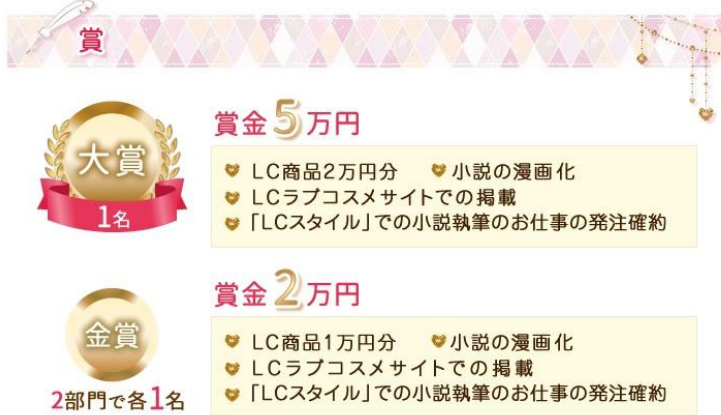 賞
大賞
1名
賞金5万円
LC商品2万円分 小説の漫画化
LCラブコスメサイトでの掲載
「LCスタイル」での小説執筆のお仕事の発注確約
金賞
2部門で各1名
賞金2万円
LC商品1万円分 小説の漫画化
LCラブコスメサイトでの掲載
「LCスタイル」での小説執筆のお仕事の発注確約